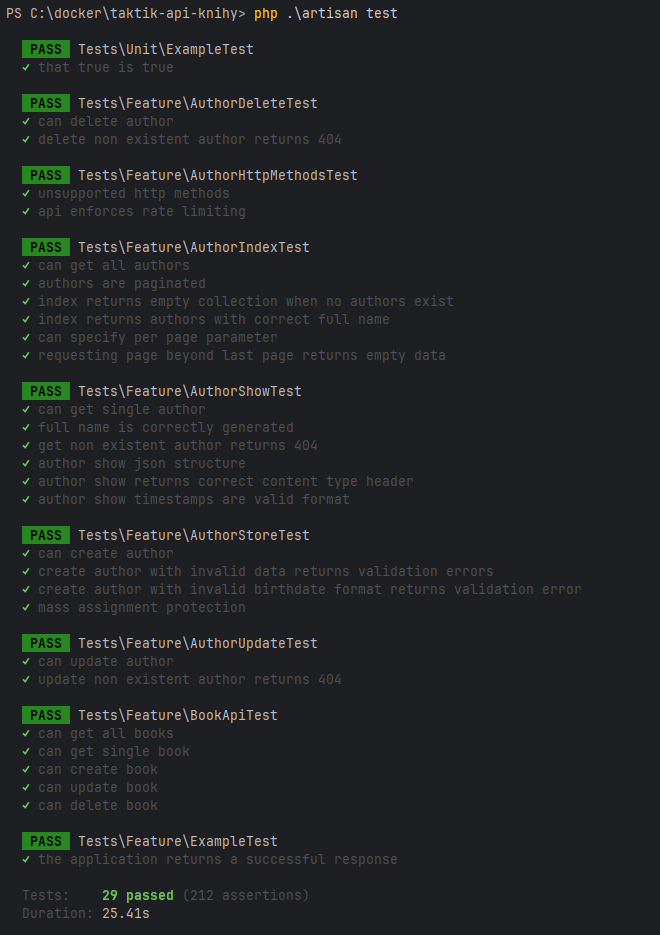 PS C:\docker\taktik-api-knihy> php .\artisan test
PASS Tests\Unit\ExampleTest
✓ that true is true
PASS Tests\Feature\AuthorDeleteTest
✓ can delete author
✓ delete non existent author returns 404
PASS Tests\Feature\AuthorHttpMethodsTest
✓ unsupported http methods
✓ api enforces rate limiting
PASS Tests\Feature\AuthorIndexTest
✓ can get all authors
✓ authors are paginated
✓ index returns empty collection when no authors exist
✓ index returns authors with correct full name
✓ can specify per page parameter
✓ requesting page beyond last page returns empty data
PASS Tests\Feature\AuthorShowTest
✓ can get single author
✓ full name is correctly generated
✓ get non existent author returns 404
✓ author show json structure
✓ author show returns correct content type header
✓ author show timestamps are valid format
PASS Tests\Feature\AuthorStoreTest
✓ can create author
✓ create author with invalid data returns validation errors
✓ create author with invalid birthdate format returns validation error
✓ mass assignment protection
PASS Tests\Feature\AuthorUpdateTest
✓ can update author
✓ update non existent author returns 404
PASS Tests\Feature\BookApiTest
✓ can get all books
✓ can get single book
✓ can create book
✓ can update book
✓ can delete book
PASS Tests\Feature\ExampleTest
✓ the application returns a successful response
Tests: 29 passed (212 assertions)
Duration: 25.41s